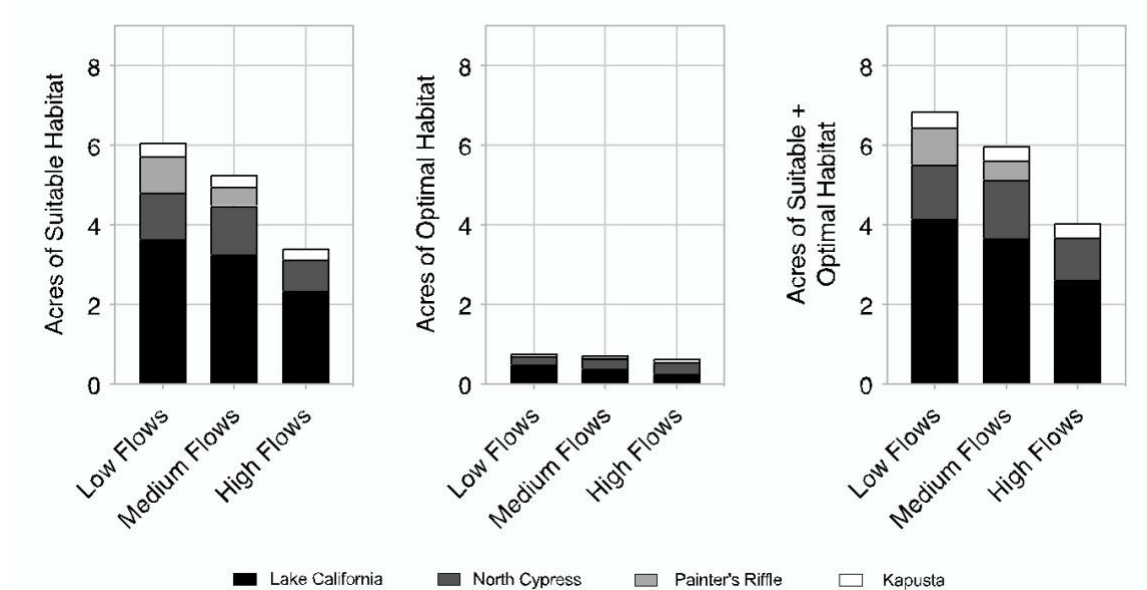 Acres of Suitable Habitat
8
6
4
2
0
Low Flows
Medium Flows
High Flows
Acres of Optimal Habitat
8
6
4
2
0
Low Flows
Medium Flows
High Flows
Acres of Suitable +
Optimal Habitat
8
6
4
2
0
Low Flows
Medium Flows
High Flows
Lake California
North Cypress
Painter's Riffle
Kapusta